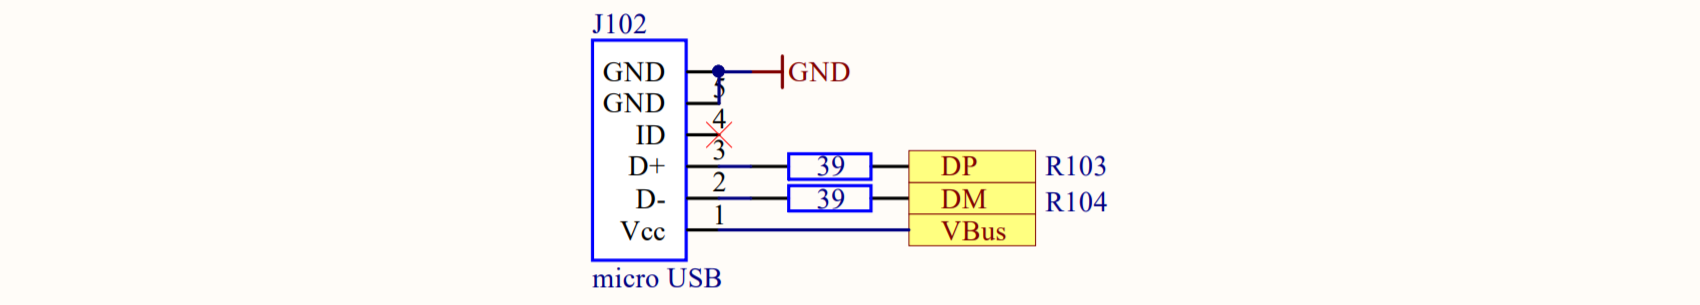 J102
GND GND
5
GND
4
ID
3
D+ 39 DP R103
2
D- 39 DM R104
1
Vcc VBus
micro USB